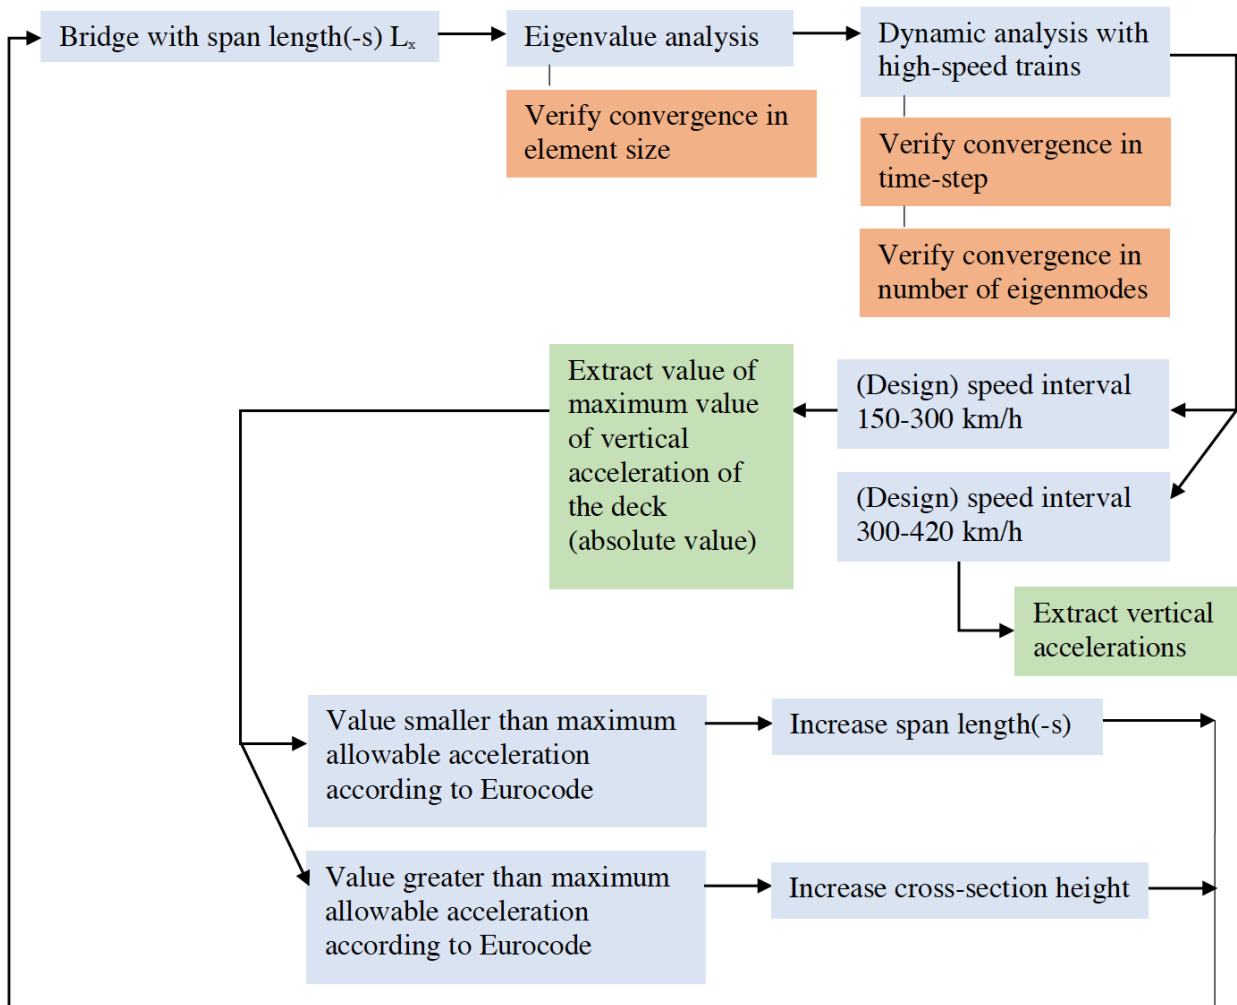 Bridge with span length(-s) Lₓ
Eigenvalue analysis
Dynamic analysis with
high-speed trains
Verify convergence in
element size
Verify convergence in
time-step
Verify convergence in
number of eigenmodes
Extract value of
maximum value
of vertical
acceleration of
the deck
(absolute value)
(Design) speed interval
150-300 km/h
(Design) speed interval
300-420 km/h
Extract vertical
accelerations
Value smaller than maximum
allowable acceleration
according to Eurocode
Increase span length(-s)
Value greater than maximum
allowable acceleration
according to Eurocode
Increase cross-section height